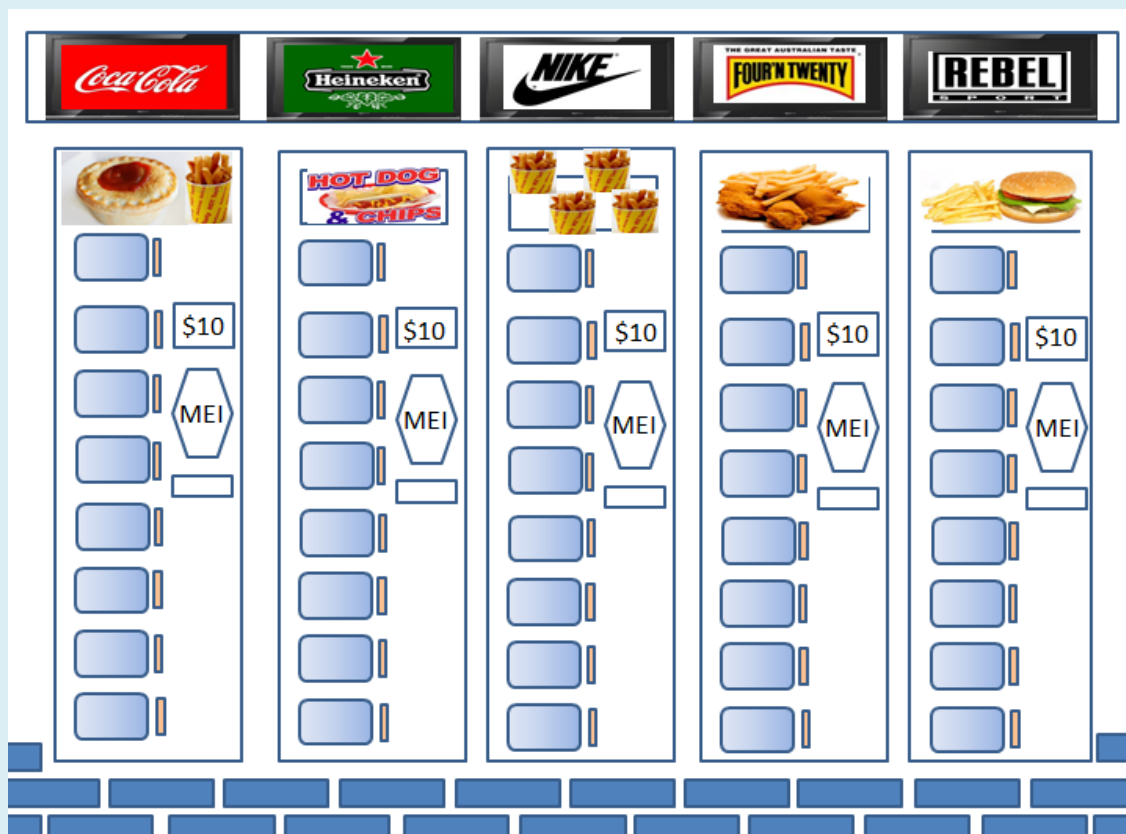 Coca-Cola
Heineken
NIKE
THE GREAT AUSTRALIAN TASTE
FOUR'N TWENTY
REBEL
SPORT
HOT DOG
& CHIPS
$10
$10
$10
$10
$10
MEI
MEI
MEI
MEI
MEI